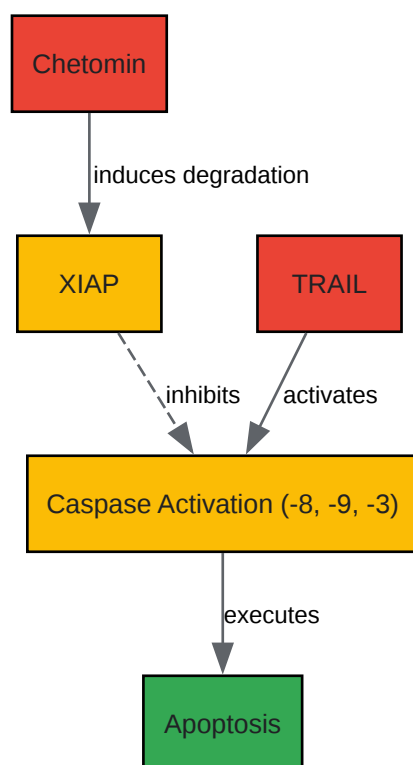 Chetomin
induces degradation
XIAP
TRAIL
inhibits
activates
Caspase Activation (-8, -9, -3)
executes
Apoptosis